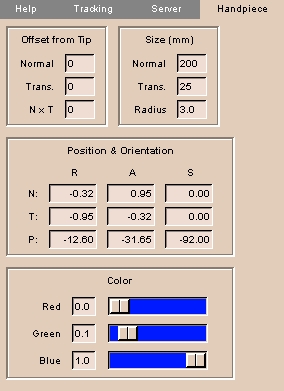 Help Tracking Server Handpiece
Offset from Tip Size (mm)
Normal 0 Normal 200
Trans. 0 Trans. 25
N x T 0 Radius 3.0
Position & Orientation
R A S
N: -0.32 0.95 0.00
T: -0.95 -0.32 0.00
P: -12.60 -31.65 -92.00
Color
Red 0.0
Green 0.1
Blue 1.0